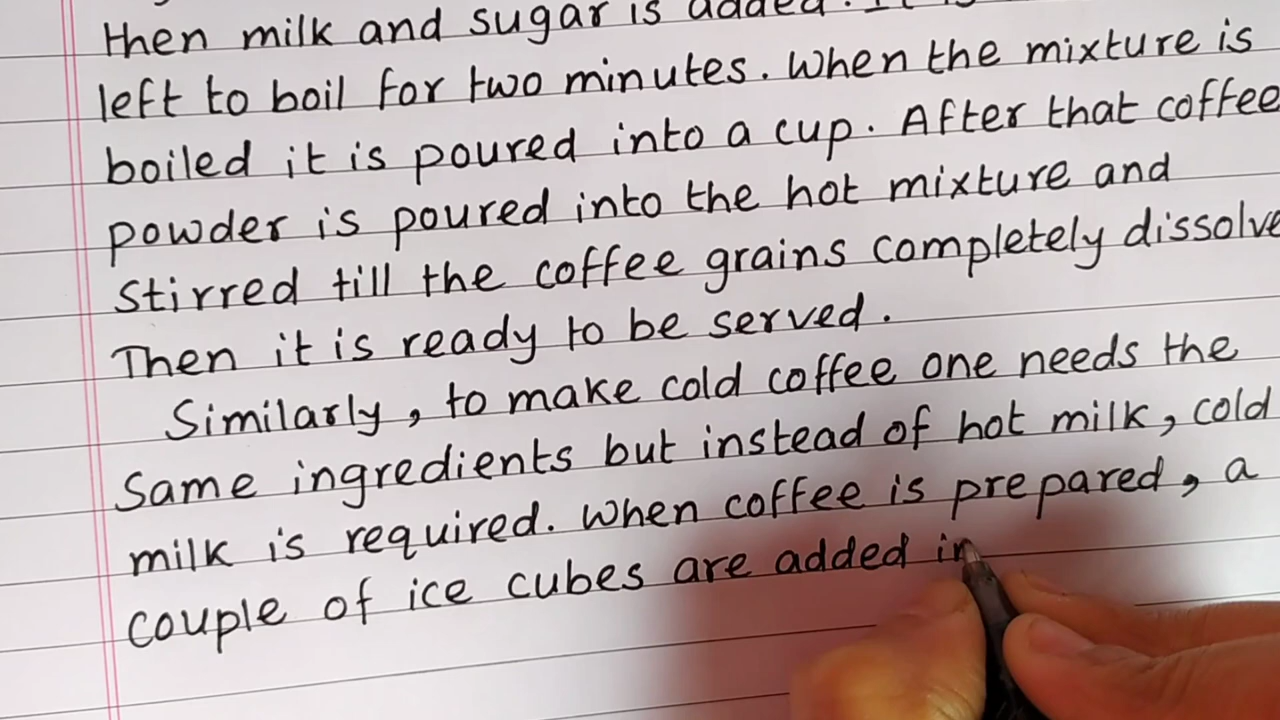 then milk and sugar is added. It is
left to boil for two minutes. When the mixture is
boiled it is poured into a cup. After that coffee
powder is poured into the hot mixture and
stirred till the coffee grains completely dissolve
Then it is ready to be served.
Similarly, to make cold coffee one needs the
same ingredients but instead of hot milk, cold
milk is required. When coffee is prepared, a
couple of ice cubes are added in